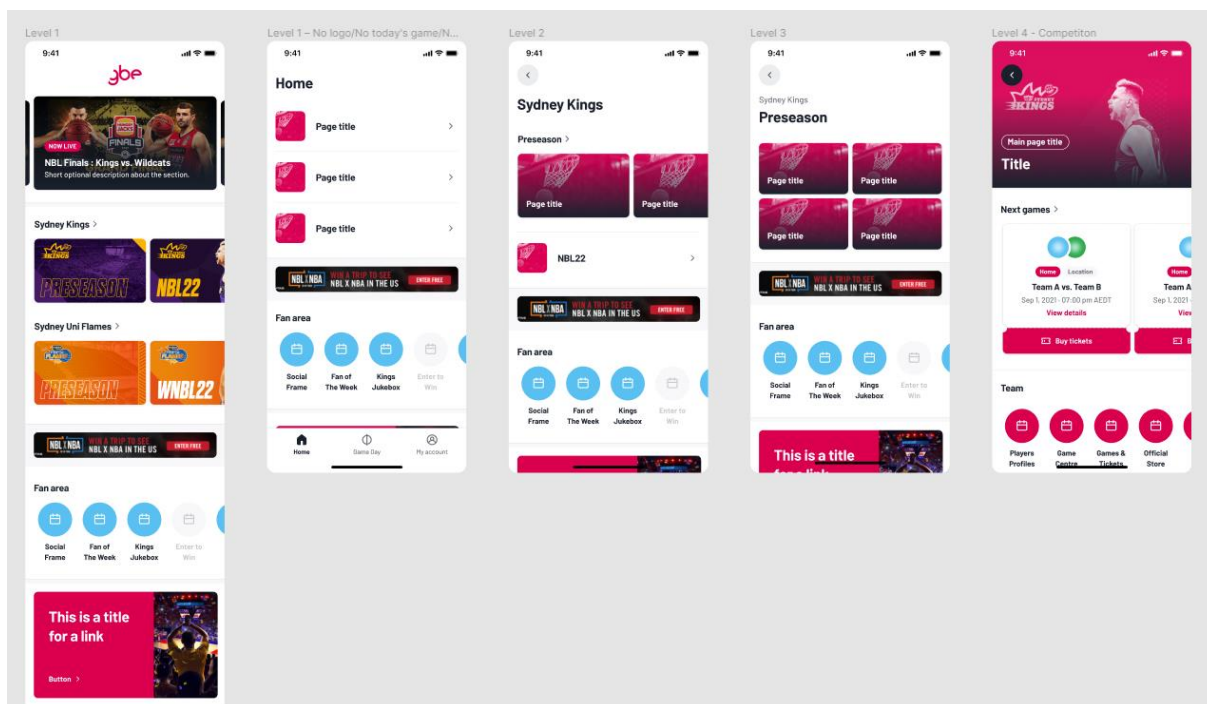 Level 1
9:41
ybe
FINALS
NOW LIVE
NBL Finals : Kings vs. Wildcats
Short optional description about the section.
Sydney Kings >
KINGS
PRESEASON
NBL22
Sydney Uni Flames >
FLAMES
PRESEASON
WNBL22
NBL X NBA
WIN A TRIP TO SEE
NBL X NBA IN THE US
ENTER FREE
Fan area
Social
Frame
Fan of
The Week
Kings
Jukebox
Enter to
Win
This is a title
for a link
Button >
Level 1 – No logo/No today's game/N...
9:41
Home
Page title >
Page title >
Page title >
NBL X NBA
WIN A TRIP TO SEE
NBL X NBA IN THE US
ENTER FREE
Fan area
Social
Frame
Fan of
The Week
Kings
Jukebox
Enter to
Win
Home
Game Day
My account
Level 2
9:41
<
Sydney Kings
Preseason >
Page title
Page title
NBL22 >
NBL X NBA
WIN A TRIP TO SEE
NBL X NBA IN THE US
ENTER FREE
Fan area
Social
Frame
Fan of
The Week
Kings
Jukebox
Enter to
Win
This is a title
Level 3
9:41
<
Sydney Kings
Preseason
Page title
Page title
Page title
Page title
NBL X NBA
WIN A TRIP TO SEE
NBL X NBA IN THE US
ENTER FREE
Fan area
Social
Frame
Fan of
The Week
Kings
Jukebox
Enter to
Win
This is a title
for a link
Level 4 - Competiton
9:41
<
KINGS
Main page title
Title
Next games >
Home
Location
Team A vs. Team B
Sep 1, 2021 - 07:00 pm AEDT
View details
Buy tickets
Home
Team A
Sep 1, 2021 -
View
B
Team
Players
Profiles
Game
Centre
Games &
Tickets
Official
Store